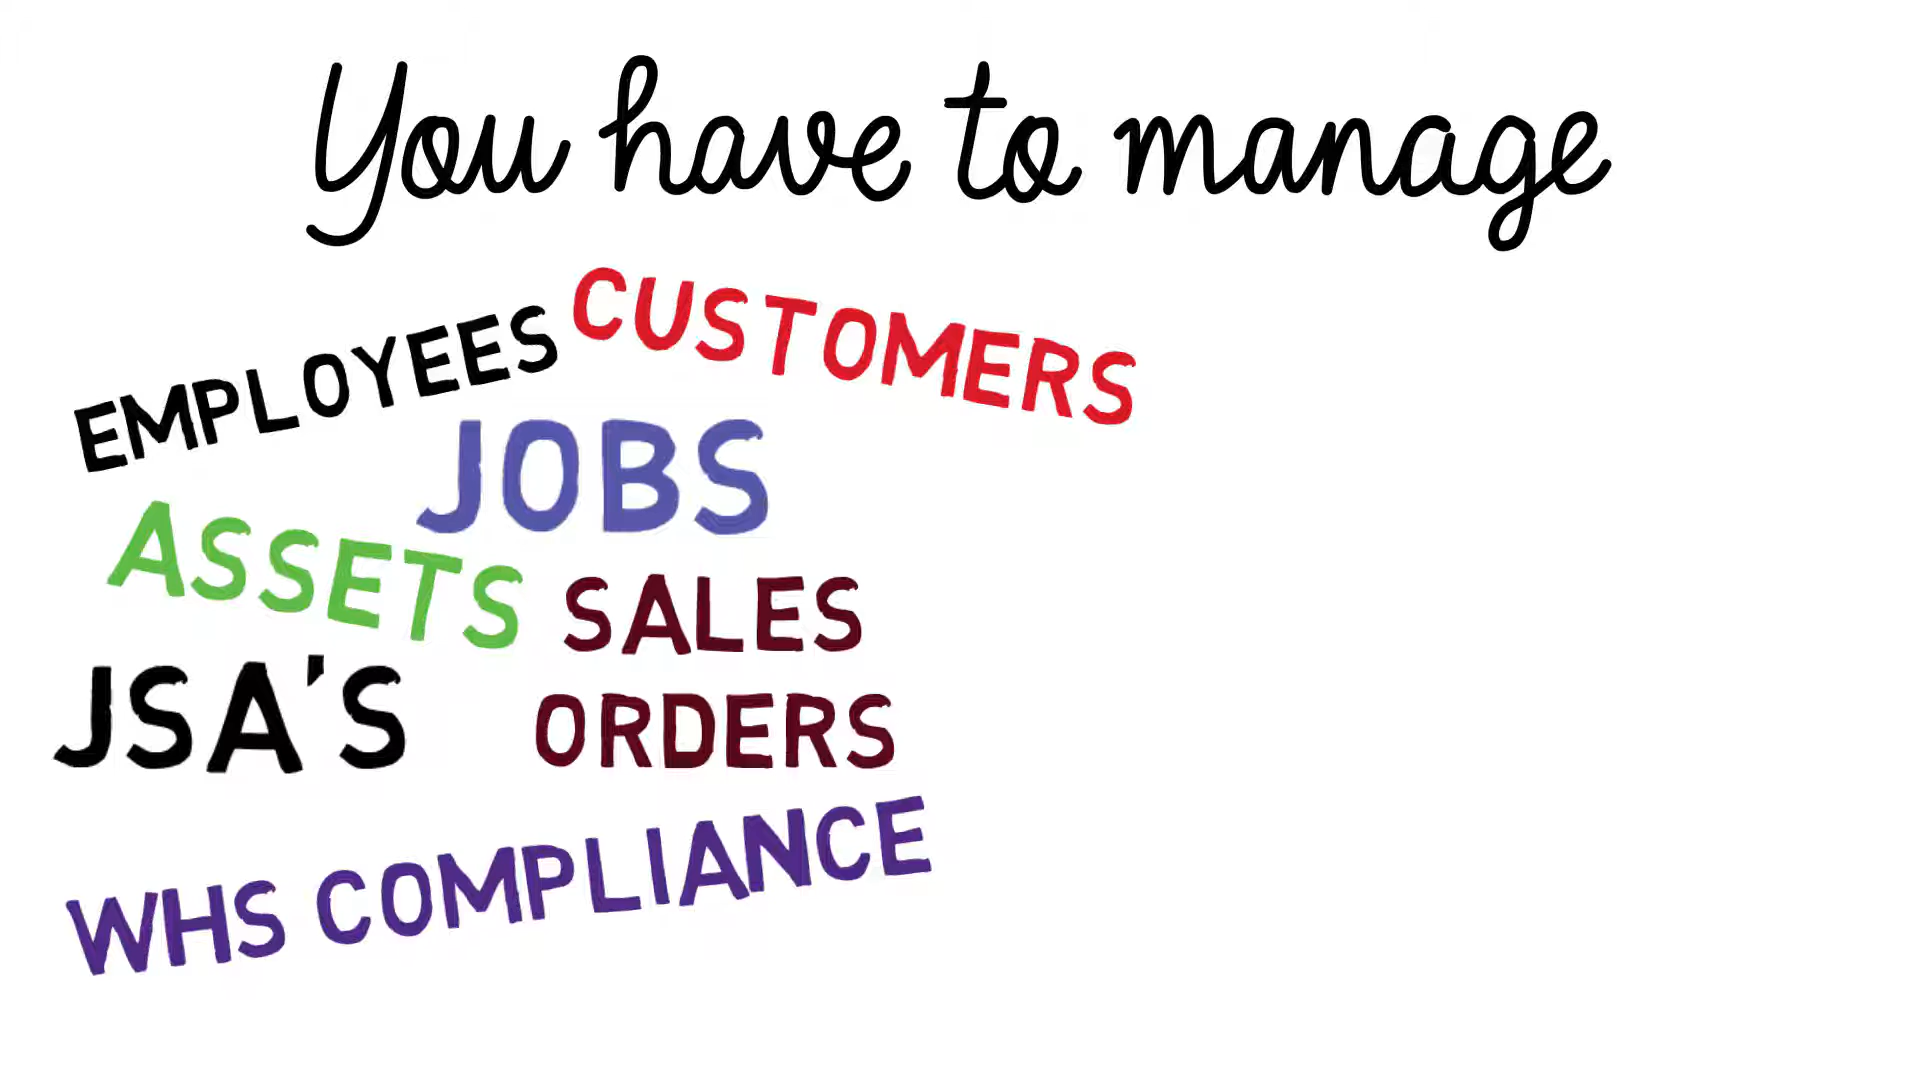 You have to manage
EMPLOYEES
CUSTOMERS
JOBS
ASSETS
SALES
ORDERS
JSA'S
WHS COMPLIANCE